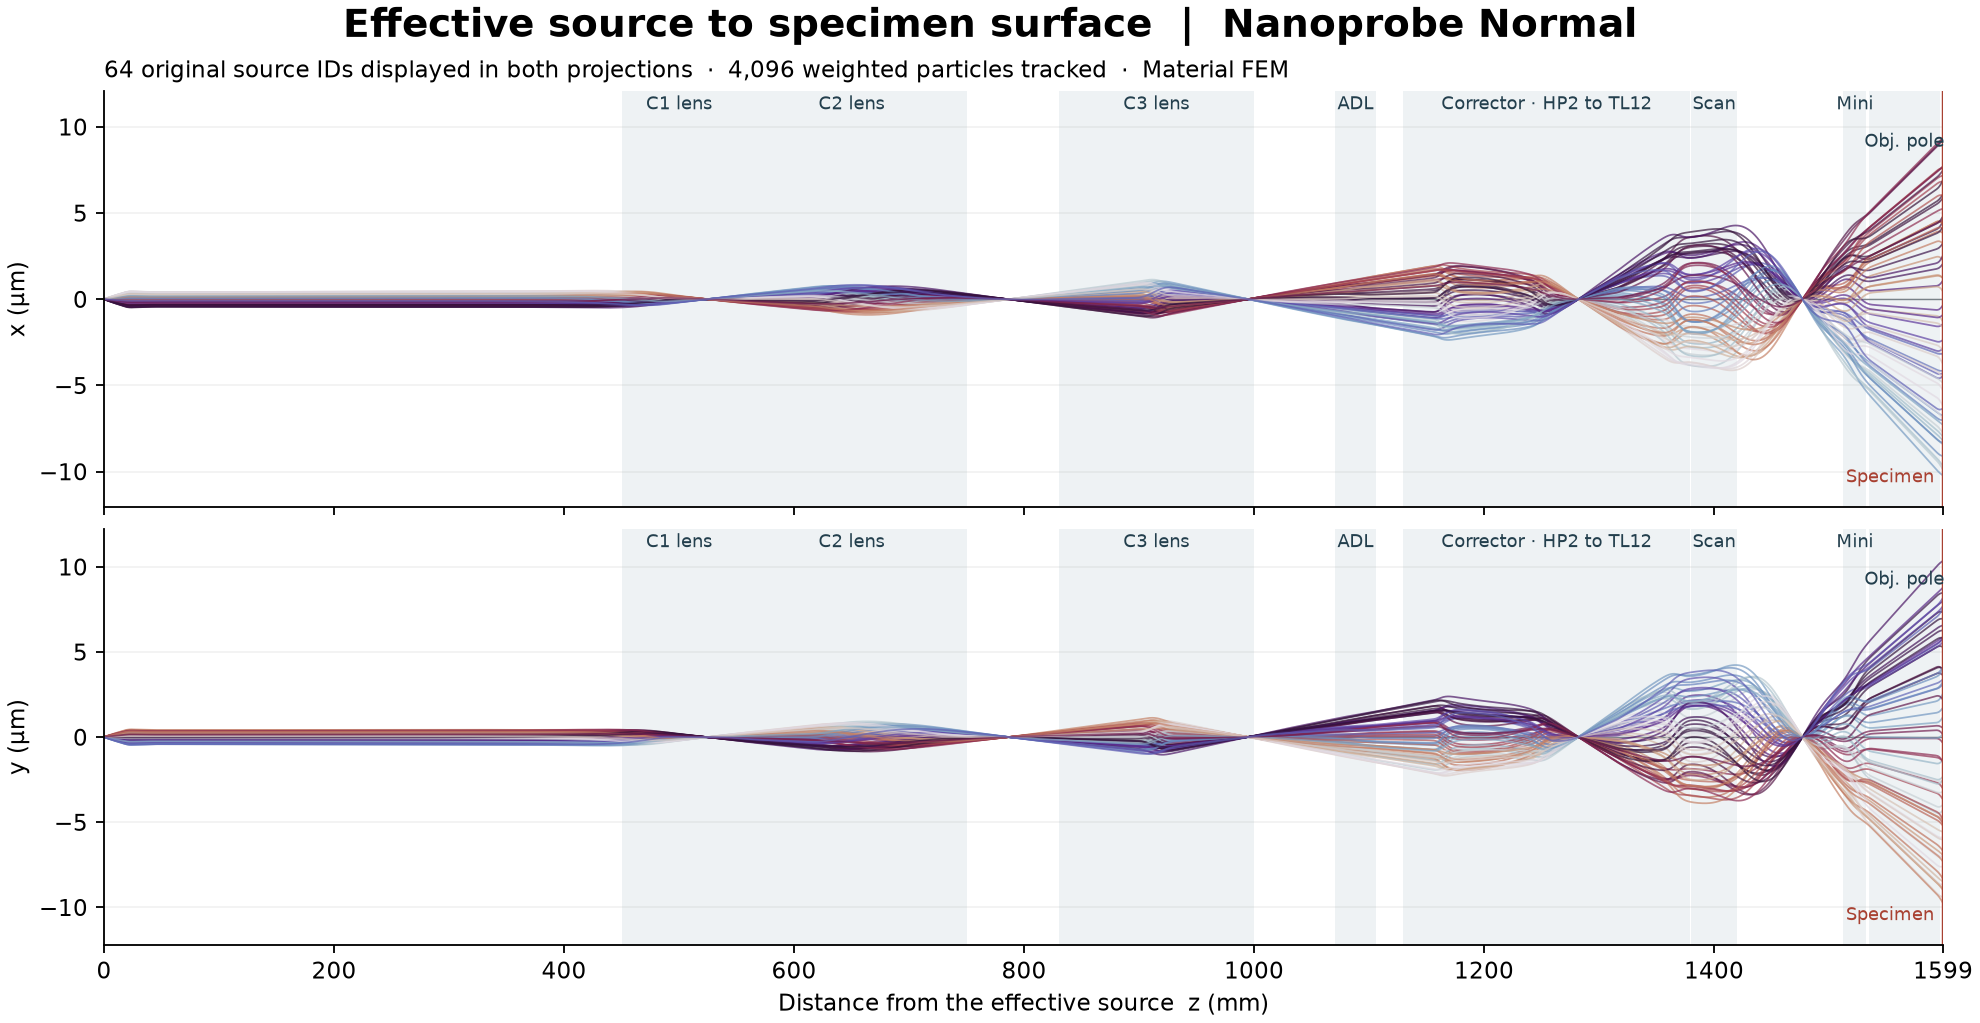 Effective source to specimen surface | Nanoprobe Normal
64 original source IDs displayed in both projections · 4,096 weighted particles tracked · Material FEM
C1 lens C2 lens C3 lens ADL Corrector · HP2 to TL12 Scan Mini
Obj. pole
10
5
0
−5
−10
x (µm)
Specimen
C1 lens C2 lens C3 lens ADL Corrector · HP2 to TL12 Scan Mini
Obj. pole
10
5
0
−5
−10
y (µm)
Specimen
0 200 400 600 800 1000 1200 1400 1599
Distance from the effective source z (mm)